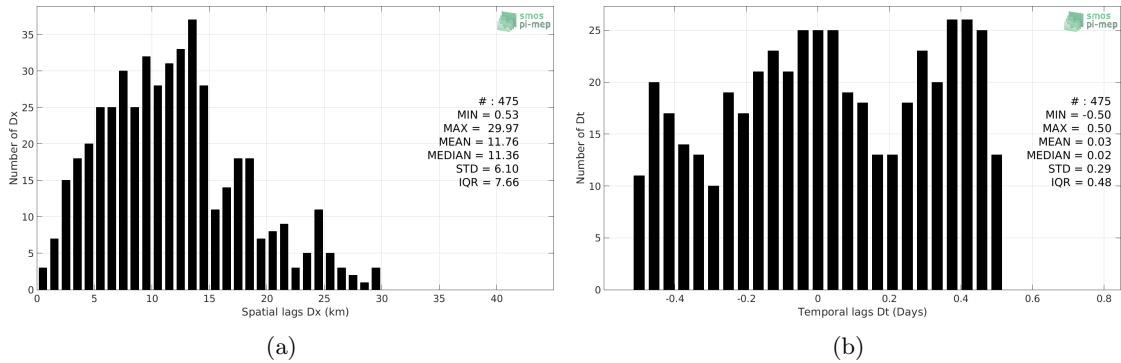 smos
pi-mep
35
30
25
20
15
10
5
0
Number of Dx
# : 475
MIN = 0.53
MAX = 29.97
MEAN = 11.76
MEDIAN = 11.36
STD = 6.10
IQR = 7.66
0 5 10 15 20 25 30 35 40
Spatial lags Dx (km)
(a)
smos
pi-mep
25
20
15
10
5
0
Number of Dt
# : 475
MIN = -0.50
MAX = 0.50
MEAN = 0.03
MEDIAN = 0.02
STD = 0.29
IQR = 0.48
-0.4 -0.2 0 0.2 0.4 0.6 0.8
Temporal lags Dt (Days)
(b)